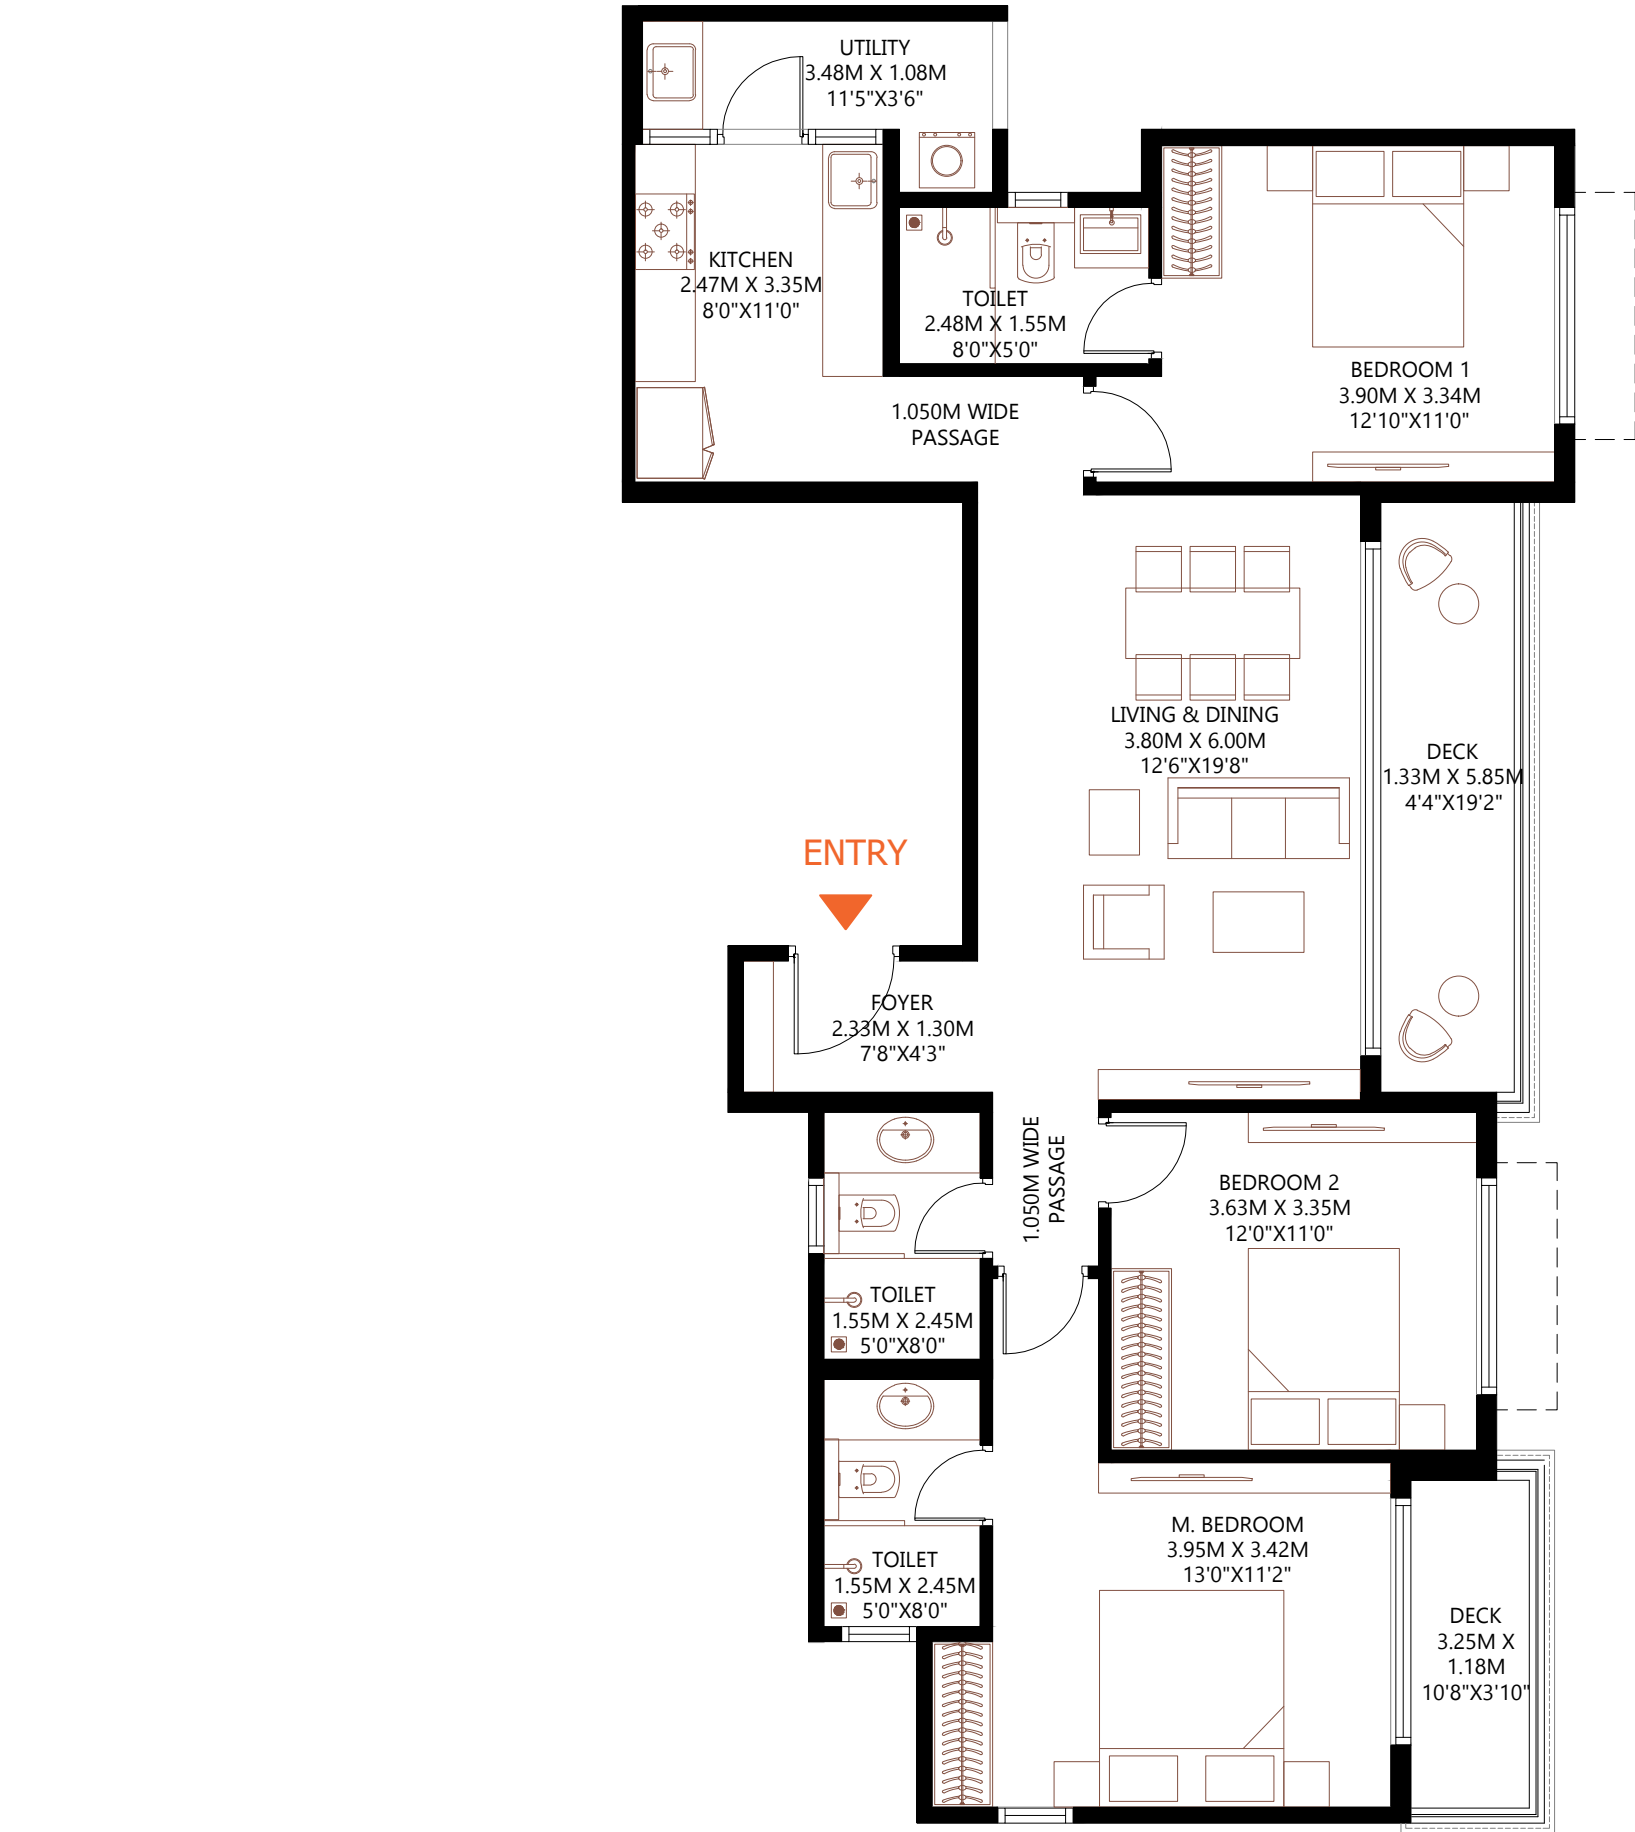 UTILITY
3.48M X 1.08M
11'5"X3'6"
KITCHEN
2.47M X 3.35M
8'0"X11'0"
TOILET
2.48M X 1.55M
8'0"X5'0"
BEDROOM 1
3.90M X 3.34M
12'10"X11'0"
1.050M WIDE
PASSAGE
LIVING & DINING
3.80M X 6.00M
12'6"X19'8"
DECK
1.33M X 5.85M
4'4"X19'2"
ENTRY
FOYER
2.33M X 1.30M
7'8"X4'3"
1.050M WIDE
PASSAGE
BEDROOM 2
3.63M X 3.35M
12'0"X11'0"
TOILET
1.55M X 2.45M
5'0"X8'0"
M. BEDROOM
3.95M X 3.42M
13'0"X11'2"
TOILET
1.55M X 2.45M
5'0"X8'0"
DECK
3.25M X
1.18M
10'8"X3'10"